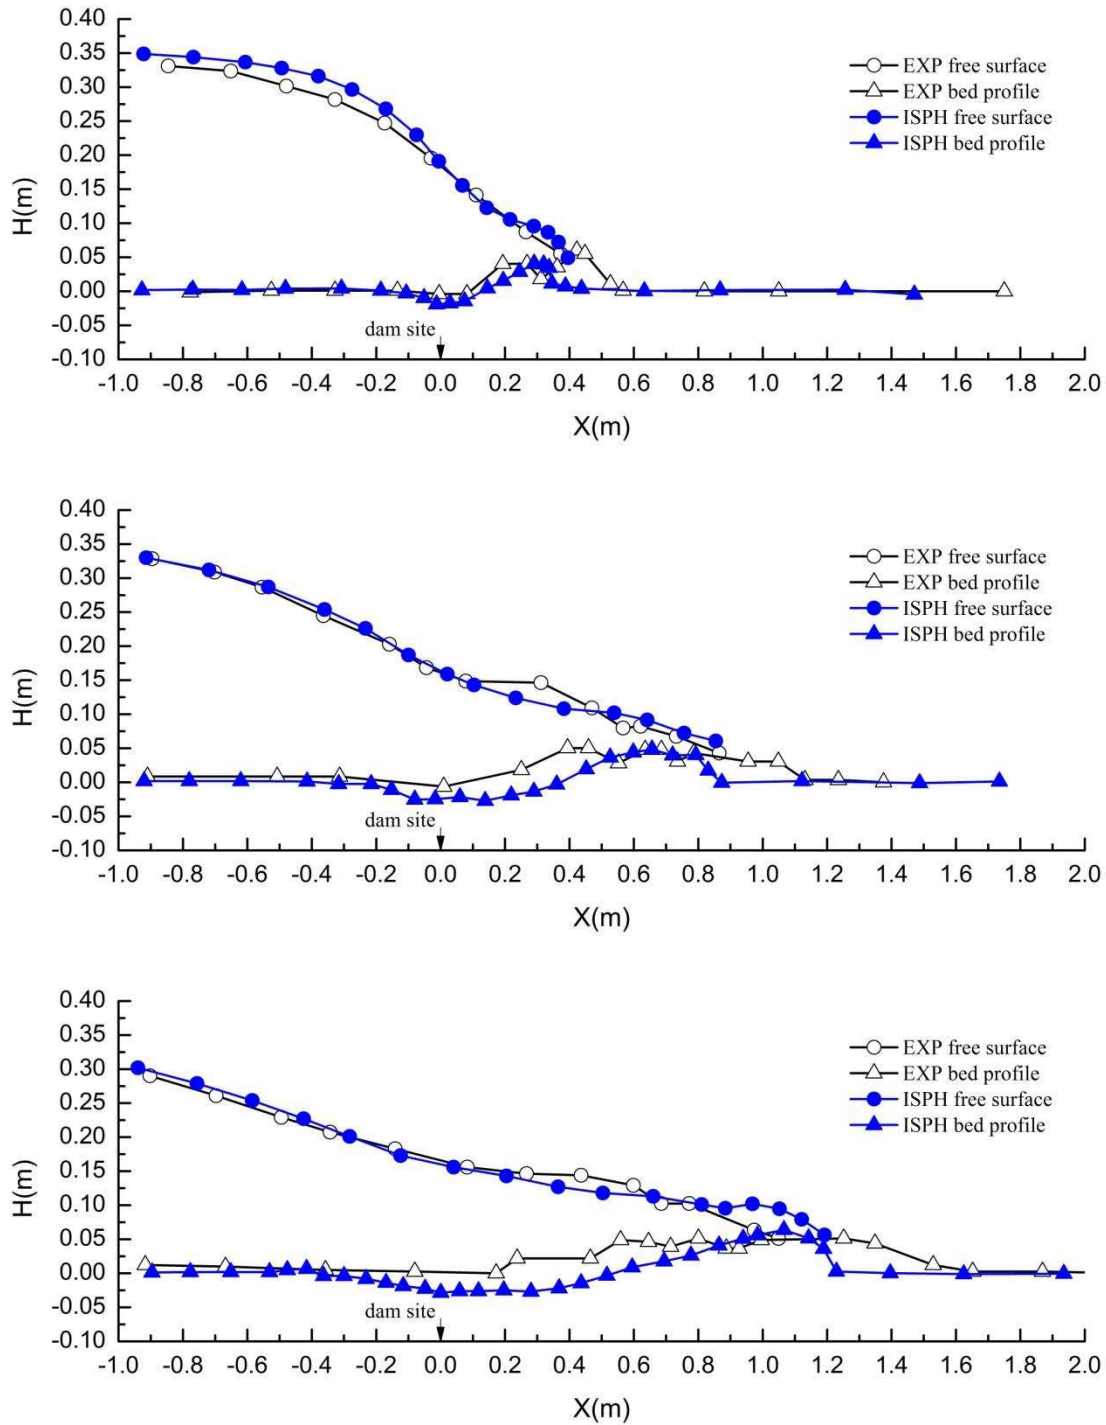 0.40
0.35
0.30
0.25
0.20
0.15
0.10
0.05
0.00
-0.05
-0.10
H(m)
EXP free surface
EXP bed profile
ISPH free surface
ISPH bed profile
dam site
-1.0 -0.8 -0.6 -0.4 -0.2 0.0 0.2 0.4 0.6 0.8 1.0 1.2 1.4 1.6 1.8 2.0
X(m)
0.40
0.35
0.30
0.25
0.20
0.15
0.10
0.05
0.00
-0.05
-0.10
H(m)
EXP free surface
EXP bed profile
ISPH free surface
ISPH bed profile
dam site
-1.0 -0.8 -0.6 -0.4 -0.2 0.0 0.2 0.4 0.6 0.8 1.0 1.2 1.4 1.6 1.8 2.0
X(m)
0.40
0.35
0.30
0.25
0.20
0.15
0.10
0.05
0.00
-0.05
-0.10
H(m)
EXP free surface
EXP bed profile
ISPH free surface
ISPH bed profile
dam site
-1.0 -0.8 -0.6 -0.4 -0.2 0.0 0.2 0.4 0.6 0.8 1.0 1.2 1.4 1.6 1.8 2.0
X(m)